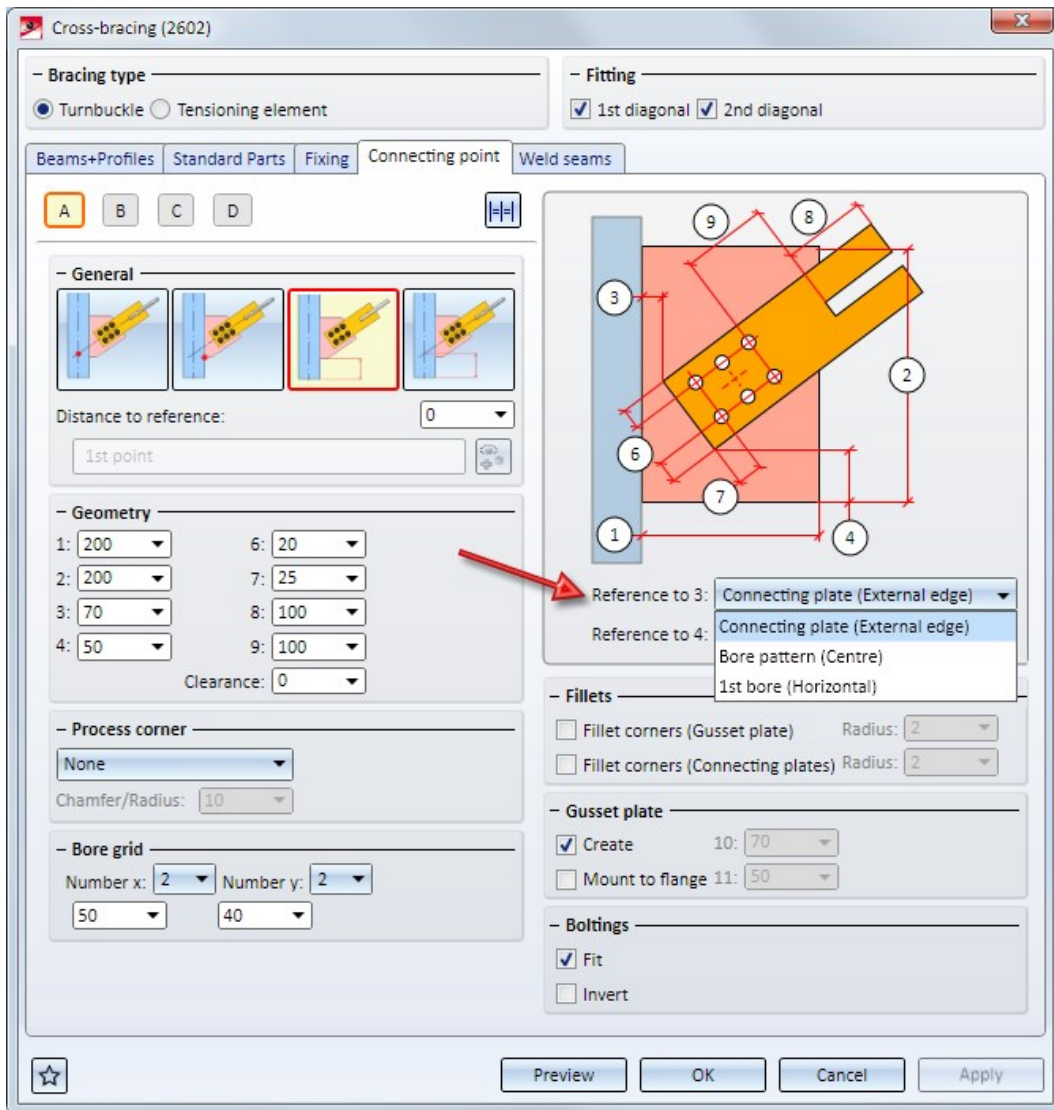 Cross-bracing (2602)
x
– Bracing type
Turnbuckle Tensioning element
– Fitting
1st diagonal 2nd diagonal
Beams+Profiles Standard Parts Fixing Connecting point Weld seams
A B C D
– General
Distance to reference: 0
1st point
– Geometry
1: 200 6: 20
2: 200 7: 25
3: 70 8: 100
4: 50 9: 100
Clearance: 0
– Process corner
None
Chamfer/Radius: 10
– Bore grid
Number x: 2 Number y: 2
50 40
9 8
3
2
6
7
1 4
Reference to 3: Connecting plate (External edge)
Reference to 4:
Connecting plate (External edge)
Bore pattern (Centre)
1st bore (Horizontal)
– Fillets
Fillet corners (Gusset plate) Radius: 2
Fillet corners (Connecting plates) Radius: 2
– Gusset plate
Create 10: 70
Mount to flange 11: 50
– Boltings
Fit
Invert
Preview OK Cancel Apply